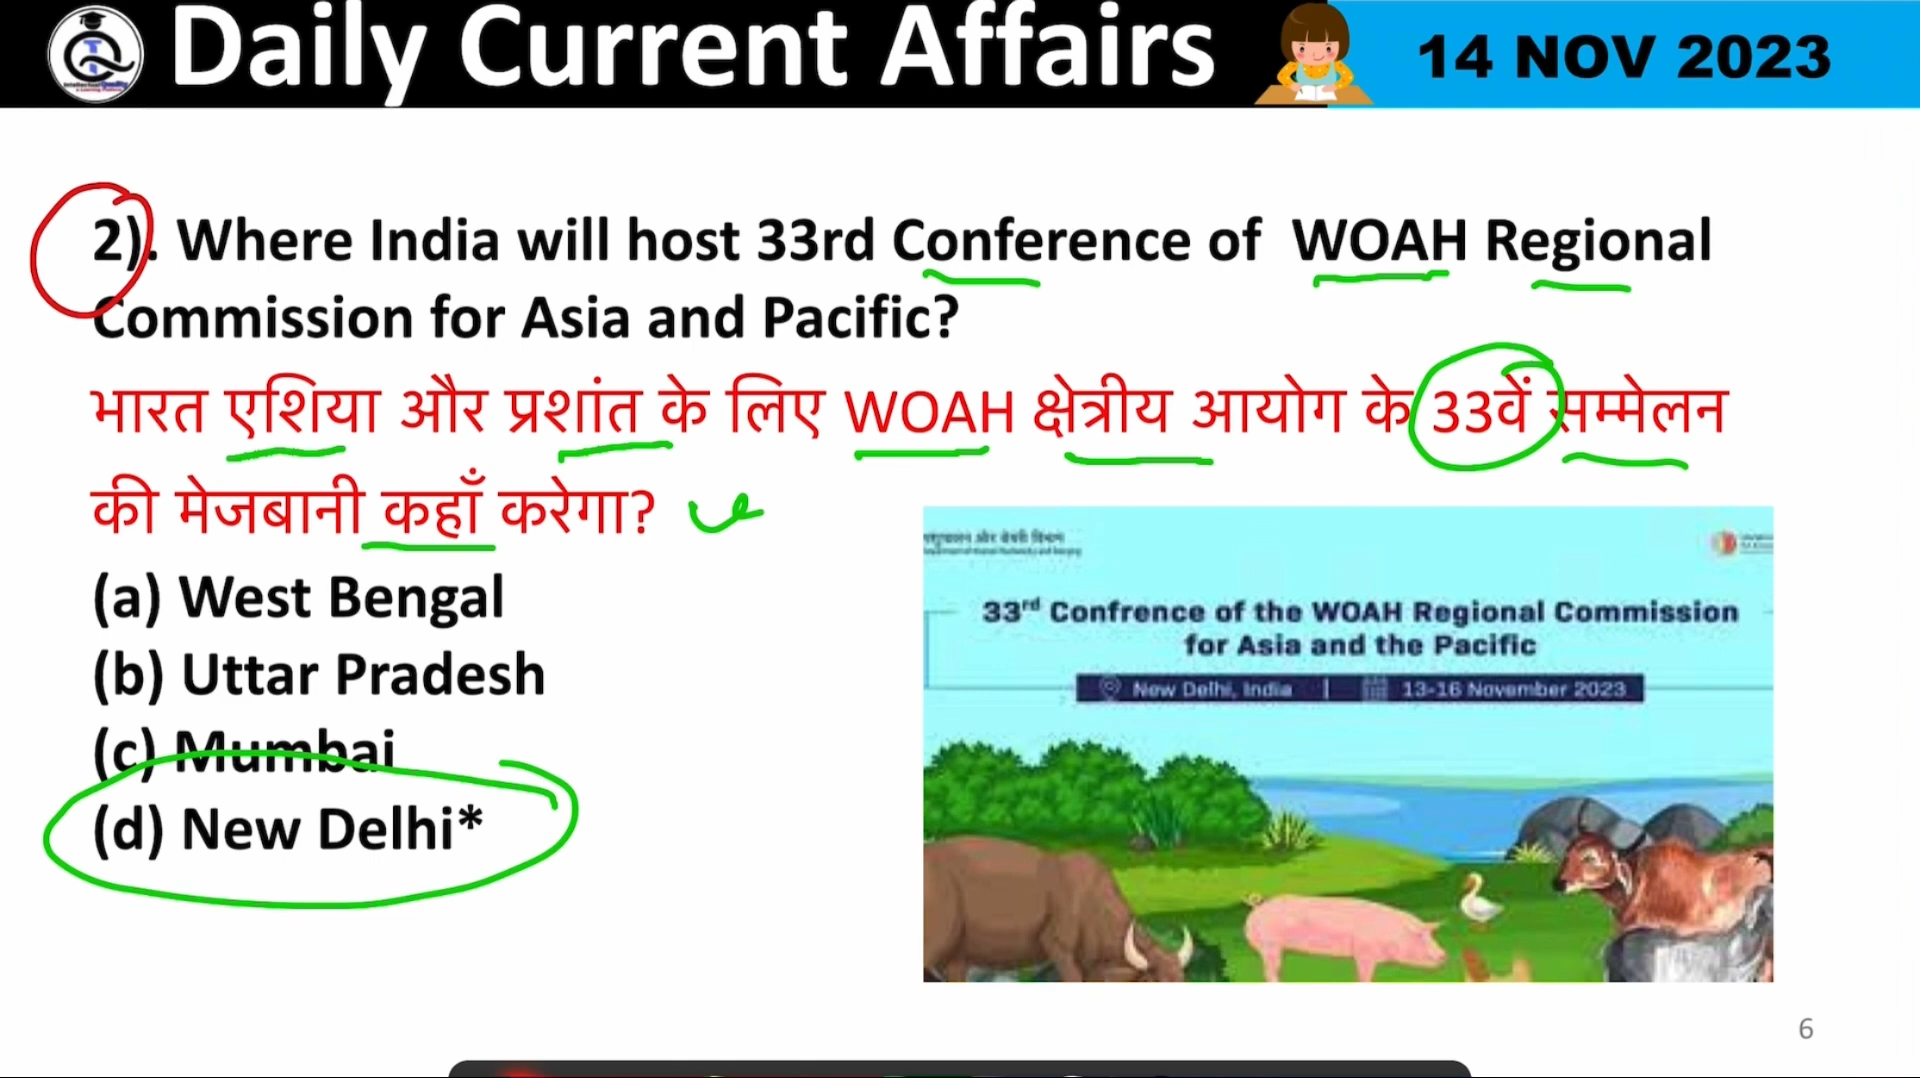 Daily Current Affairs
14 NOV 2023
2). Where India will host 33rd Conference of WOAH Regional
Commission for Asia and Pacific?
भारत एशिया और प्रशांत के लिए WOAH क्षेत्रीय आयोग के 33वें सम्मेलन
की मेजबानी कहाँ करेगा?
(a) West Bengal
(b) Uttar Pradesh
(c) Mumbai
(d) New Delhi*
33rd Confrence of the WOAH Regional Commission
for Asia and the Pacific
New Delhi, India | 13-16 November 2023
6